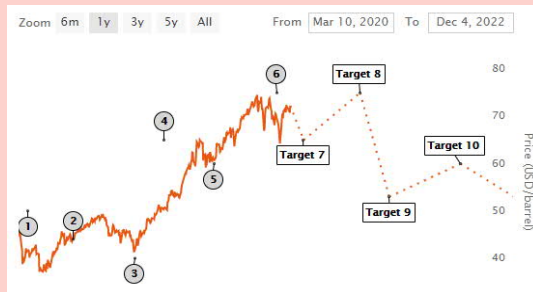 Zoom 6m 1y 3y 5y All From Mar 10, 2020 To Dec 4, 2022
80
6
Target 8
70
4
Target 7
Target 10
60
5
Price (USD/barrel)
Target 9
1
2
50
3
40